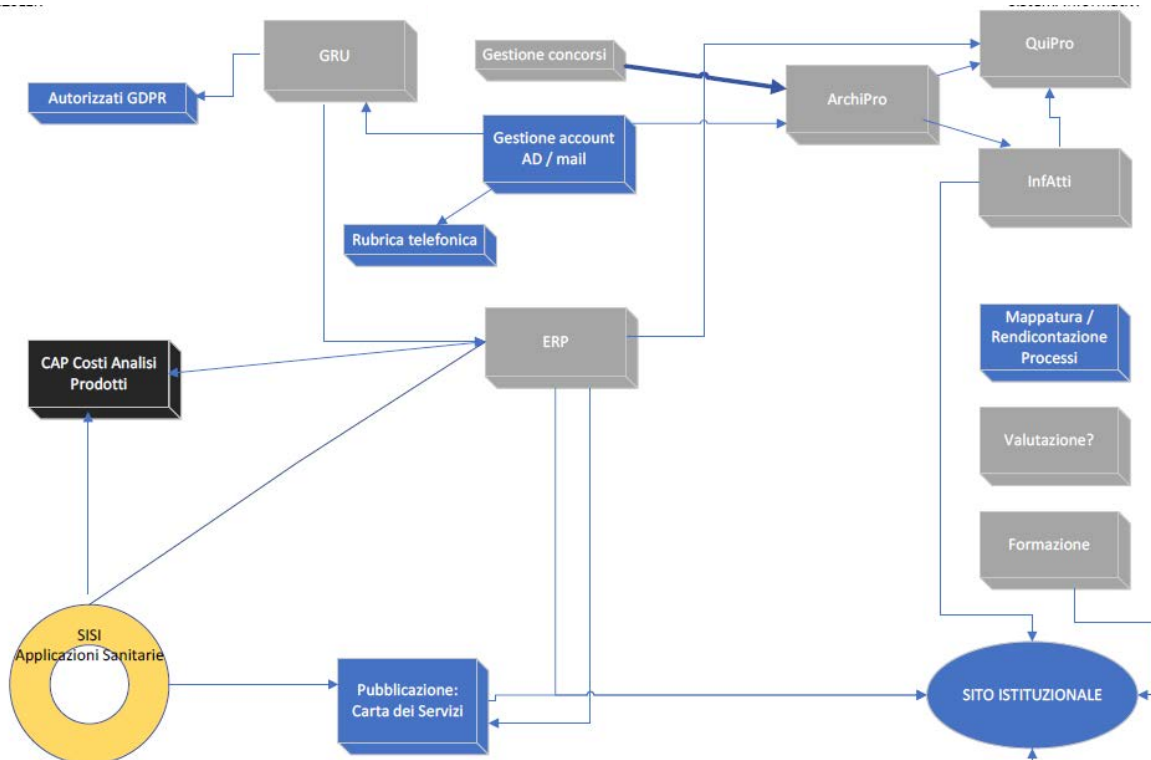 GRU
Gestione concorsi
QuiPro
Autorizzati GDPR
ArchiPro
Gestione account
AD / mail
InfAtti
Rubrica telefonica
Mappatura /
Rendicontazione
Processi
ERP
CAP Costi Analisi
Prodotti
Valutazione?
Formazione
SISI
Applicazioni Sanitarie
Pubblicazione:
Carta dei Servizi
SITO ISTITUZIONALE